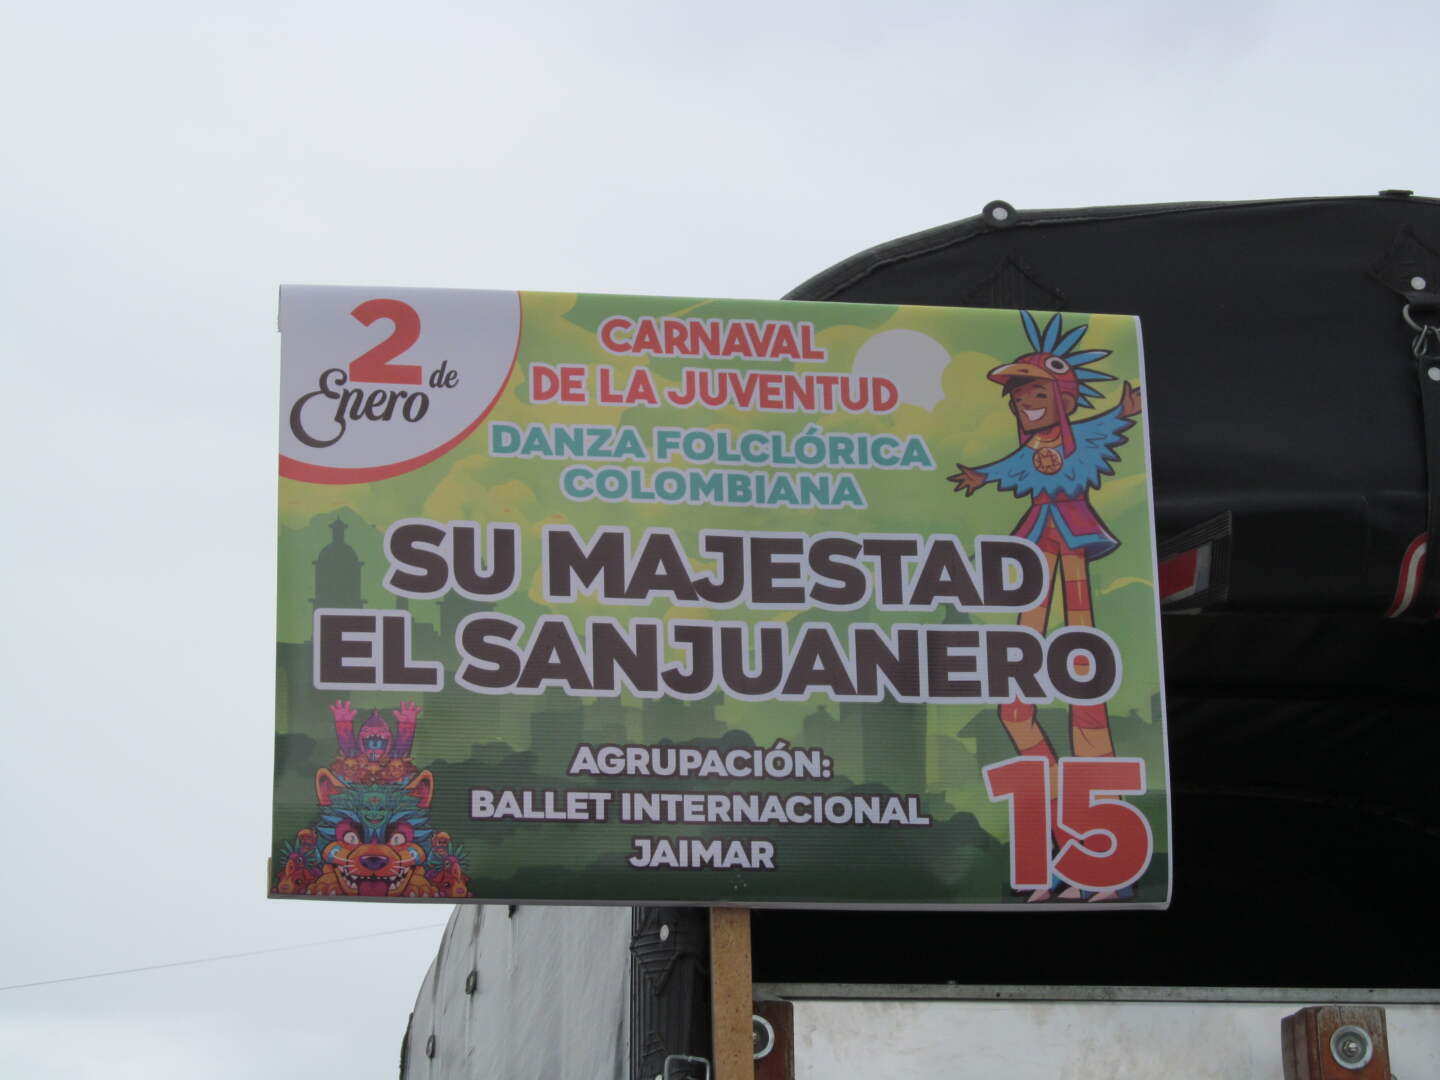 2
de
Enero
CARNAVAL
DE LA JUVENTUD
DANZA FOLCLÓRICA
COLOMBIANA
SU MAJESTAD
EL SANJUANERO
AGRUPACIÓN:
BALLET INTERNACIONAL
JAIMAR
15